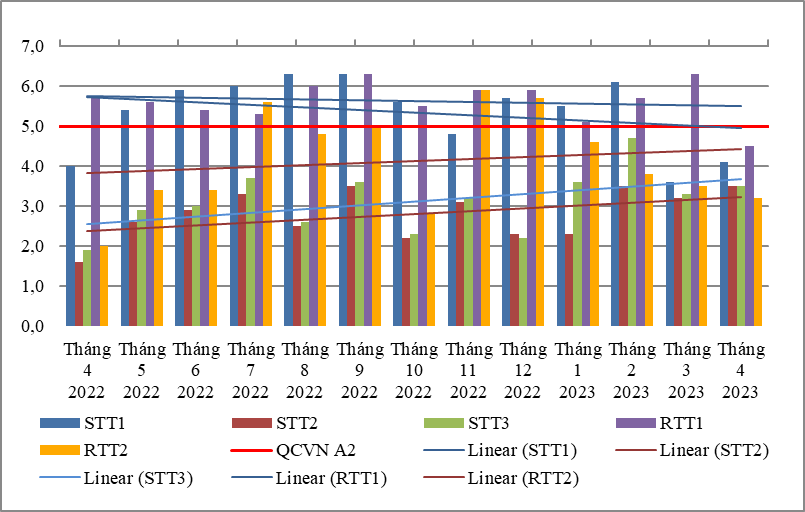 7,0
6,0
5,0
4,0
3,0
2,0
1,0
0,0
Tháng Tháng Tháng Tháng Tháng Tháng Tháng Tháng Tháng Tháng Tháng Tháng Tháng
4 5 6 7 8 9 10 11 12 1 2 3 4
2022 2022 2022 2022 2022 2022 2022 2022 2022 2023 2023 2023 2023
STT1 STT2 STT3 RTT1
RTT2 QCVN A2 Linear (STT1) Linear (STT2)
Linear (STT3) Linear (RTT1) Linear (RTT2)